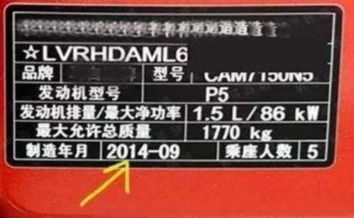 ☆LVRHDAML6
品牌 型号 CAM7150N5
发动机型号 P5
发动机排量/最大净功率 1.5 L/86 kW
最大允许总质量 1770 kg
制造年月 2014-09 乘座人数 5